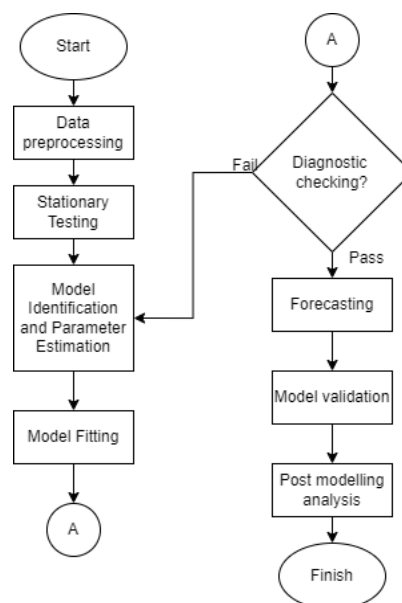 Start
Data
preprocessing
Stationary
Testing
Model
Identification
and Parameter
Estimation
Model Fitting
A
A
Diagnostic
checking?
Fail
Pass
Forecasting
Model validation
Post modelling
analysis
Finish